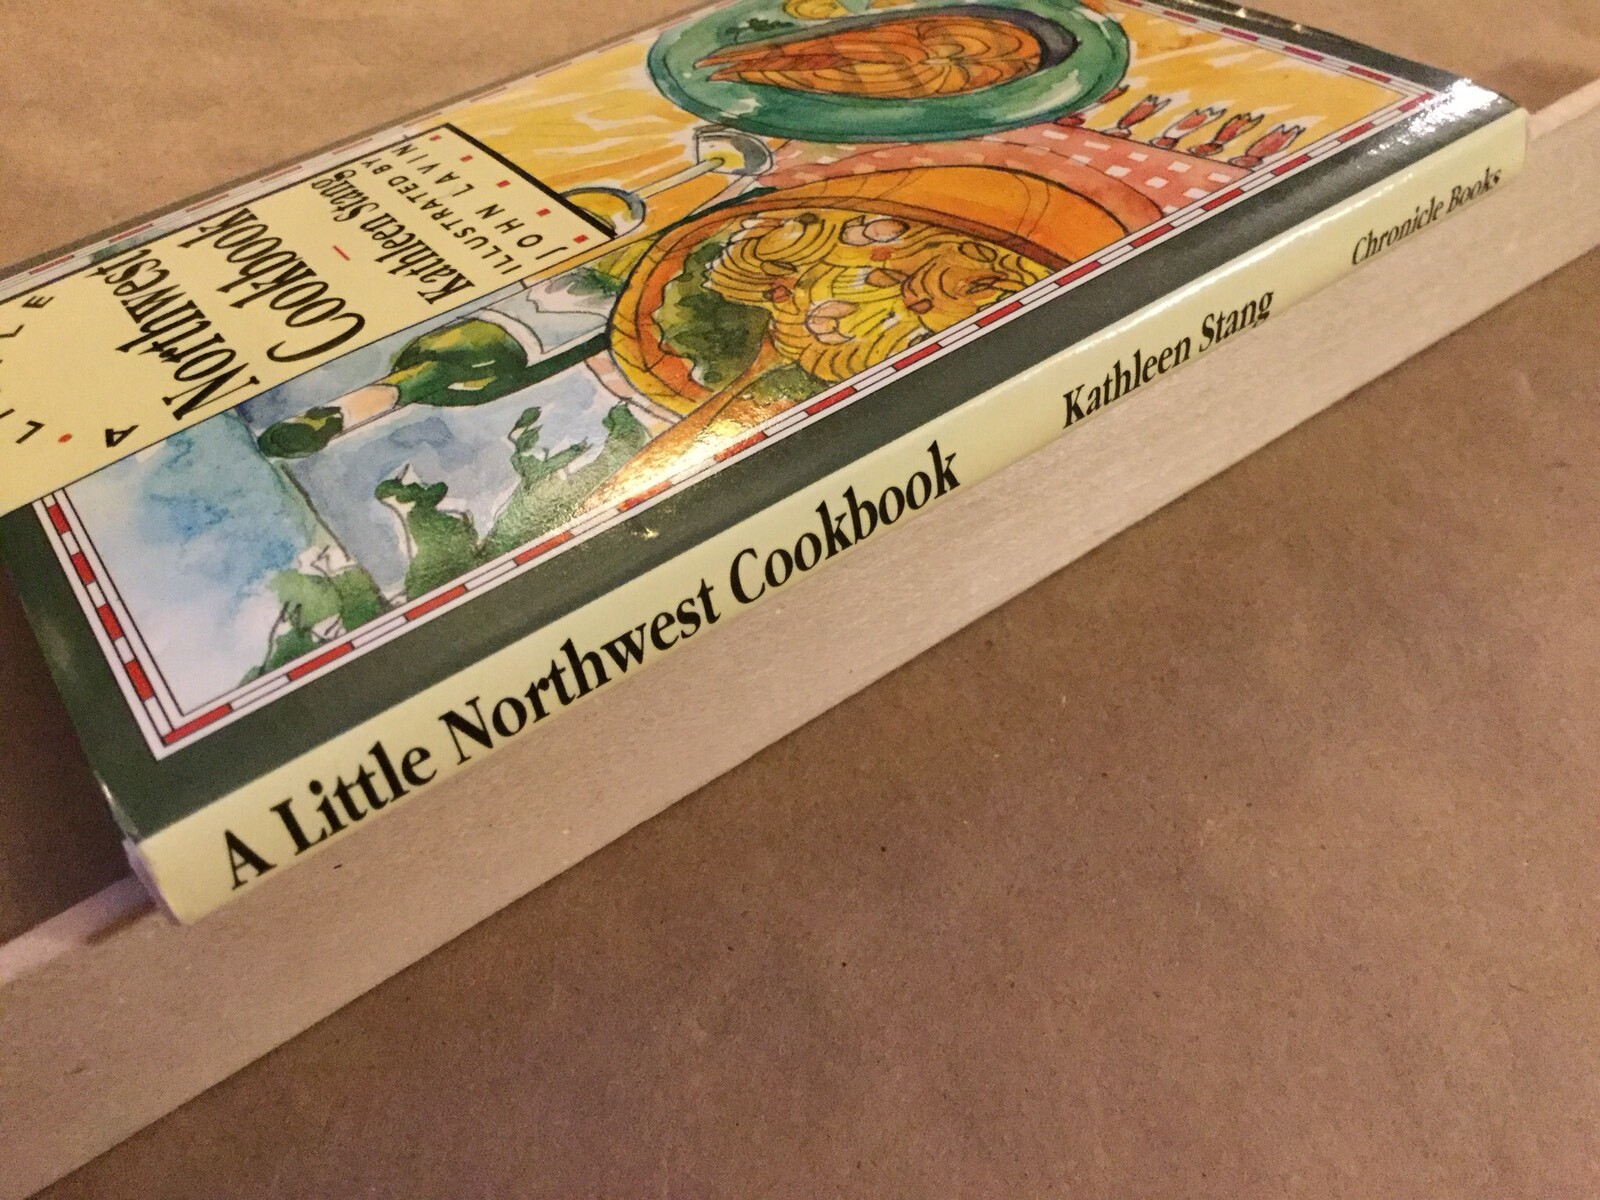 A
LITTLE
Northwest
Cookbook
Kathleen Stang
ILLUSTRATED BY
JOHN LAVIN
A Little Northwest Cookbook
Kathleen Stang
Chronicle Books